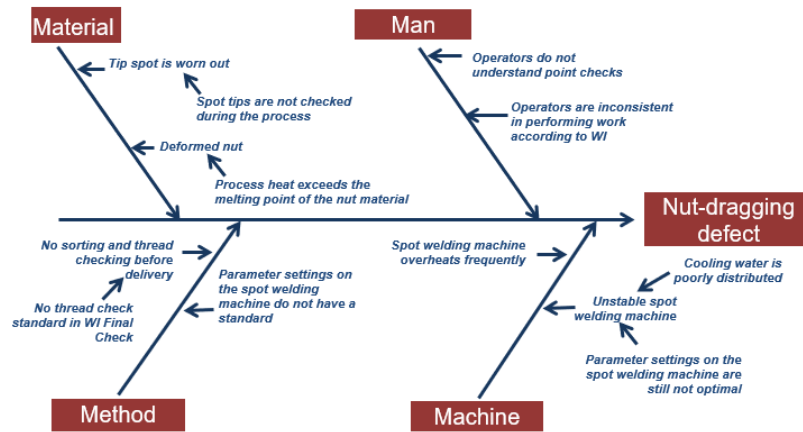 Material
Man
Tip spot is worn out
Spot tips are not checked
during the process
Deformed nut
Process heat exceeds the
melting point of the nut material
Operators do not
understand point checks
Operators are inconsistent
in performing work
according to WI
Nut-dragging
defect
No sorting and thread
checking before
delivery
No thread check
standard in WI Final
Check
Parameter settings on
the spot welding
machine do not have a
standard
Spot welding machine
overheats frequently
Cooling water is
poorly distributed
Unstable spot
welding machine
Parameter settings on the
spot welding machine are
still not optimal
Method
Machine